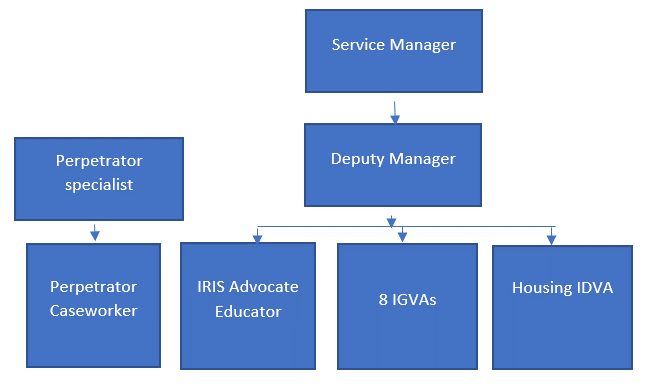 Service Manager
Deputy Manager
Perpetrator
specialist
Perpetrator
Caseworker
IRIS Advocate
Educator
8 IGVAs
Housing IDVA